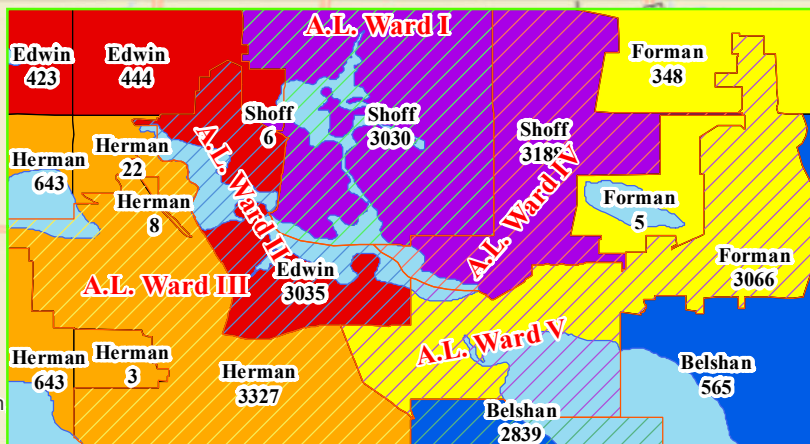 A.L. Ward I
Edwin
423
Edwin
444
Forman
348
Shoff
6
Shoff
3030
Shoff
Herman
22
Herman
643
A.L. Ward II
A.L. Ward IV
Herman
8
Forman
5
Forman
3066
Edwin
3035
A.L. Ward III
A.L. Ward V
Herman
643
Herman
3
Herman
3327
Belshan
565
Belshan
2839